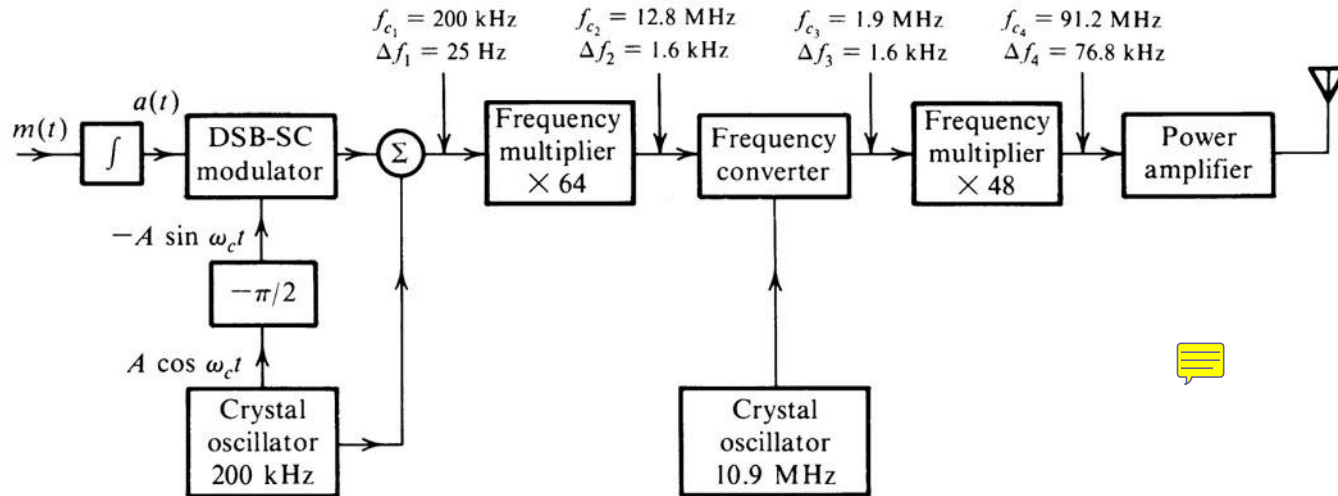 f_{c_1} = 200 kHz
Δf_1 = 25 Hz
f_{c_2} = 12.8 MHz
Δf_2 = 1.6 kHz
f_{c_3} = 1.9 MHz
Δf_3 = 1.6 kHz
f_{c_4} = 91.2 MHz
Δf_4 = 76.8 kHz
m(t)
∫
a(t)
DSB-SC
modulator
Σ
Frequency
multiplier
× 64
Frequency
converter
Frequency
multiplier
× 48
Power
amplifier
−A sin ω_c t
−π/2
A cos ω_c t
Crystal
oscillator
200 kHz
Crystal
oscillator
10.9 MHz